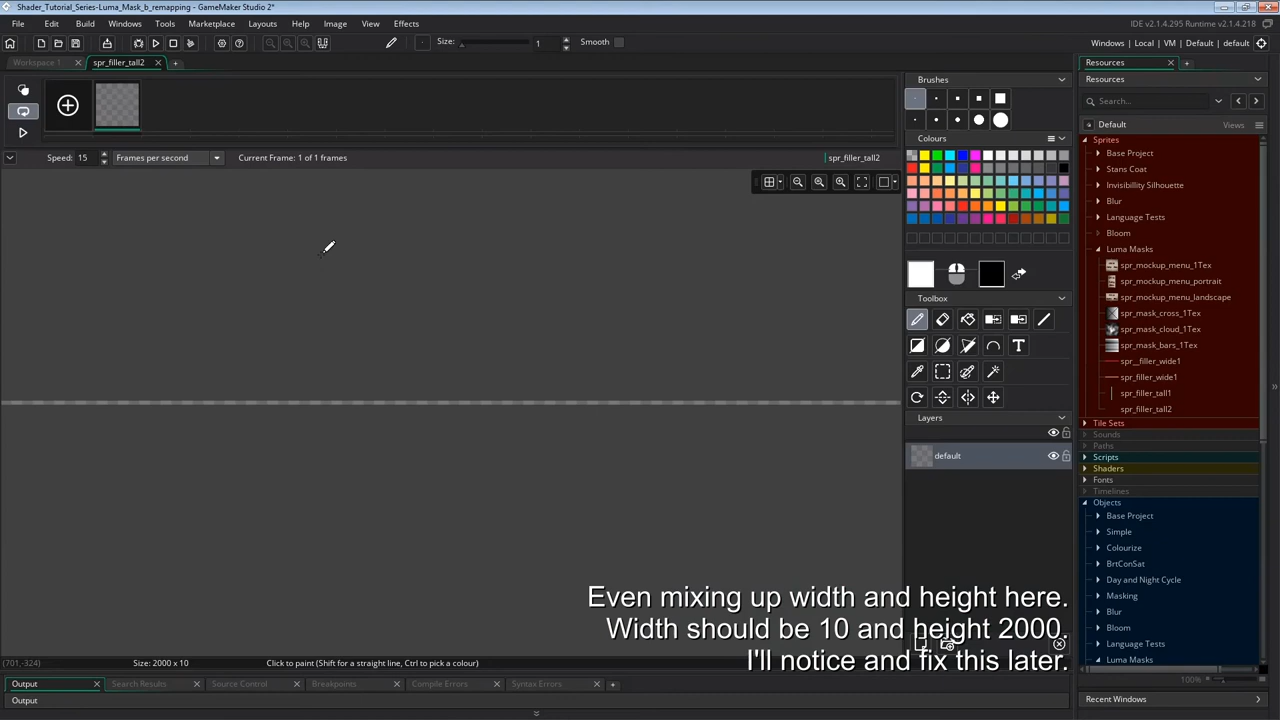 Shader_Tutorial_Series-Luma_Mask_b_remapping - GameMaker Studio 2*
File Edit Build Windows Tools Marketplace Layouts Help Image View Effects
IDE v2.1.4.295 Runtime v2.1.4.218
Size: 1 Smooth
Windows | Local | VM | Default | default
Workspace 1
spr_filler_tall2
Speed: 15 Frames per second Current Frame: 1 of 1 frames spr_filler_tall2
Brushes
Colours
Toolbox
Layers
default
Resources
Resources
Search...
Default Views
Sprites
Base Project
Stans Coat
Invisibility Silhouette
Blur
Language Tests
Bloom
Luma Masks
spr_mockup_menu_1Tex
spr_mockup_menu_portrait
spr_mockup_menu_landscape
spr_mask_cross_1Tex
spr_mask_cloud_1Tex
spr_mask_bars_1Tex
spr__filler_wide1
spr_filler_wide1
spr_filler_tall1
spr_filler_tall2
Tile Sets
Sounds
Paths
Scripts
Shaders
Fonts
Timelines
Objects
Base Project
Simple
Colourize
BrtConSat
Day and Night Cycle
Masking
Blur
Bloom
Language Tests
Luma Masks
100%
Recent Windows
Even mixing up width and height here.
Width should be 10 and height 2000.
I'll notice and fix this later.
(701,-324) Size: 2000 x 10 Click to paint (Shift for a straight line, Ctrl to pick a colour)
Output Search Results Source Control Breakpoints Compile Errors Syntax Errors
Output